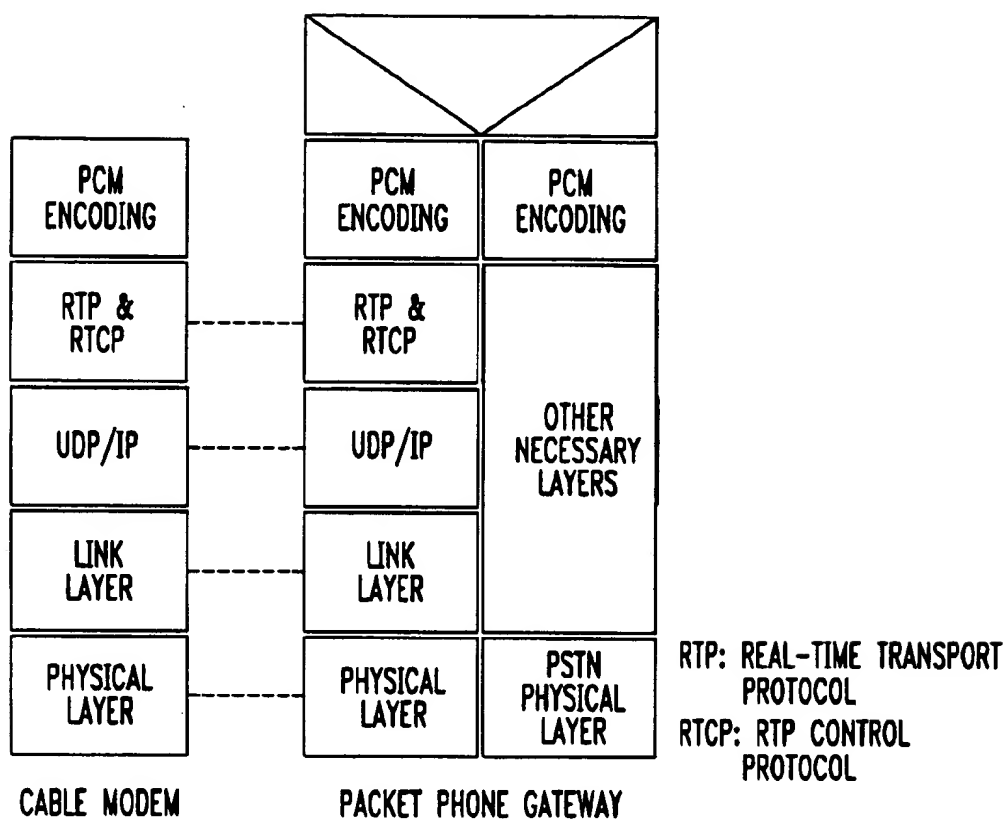 PCM
ENCODING
PCM
ENCODING
PCM
ENCODING
RTP &
RTCP
RTP &
RTCP
UDP/IP
UDP/IP
OTHER
NECESSARY
LAYERS
LINK
LAYER
LINK
LAYER
PHYSICAL
LAYER
PHYSICAL
LAYER
PSTN
PHYSICAL
LAYER
RTP: REAL-TIME TRANSPORT
PROTOCOL
RTCP: RTP CONTROL
PROTOCOL
CABLE MODEM
PACKET PHONE GATEWAY